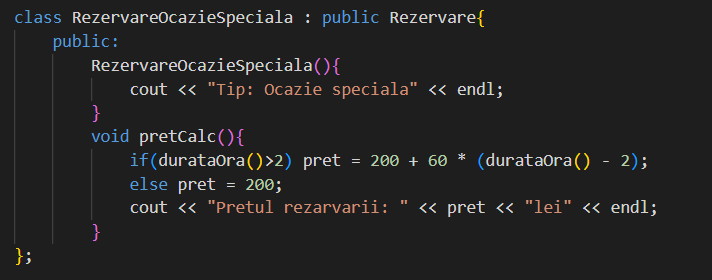 class RezervareOcazieSpeciala : public Rezervare{
    public:
        RezervareOcazieSpeciala(){
            cout << "Tip: Ocazie speciala" << endl;
        }
        void pretCalc(){
            if(durataOra()>2) pret = 200 + 60 * (durataOra() - 2);
            else pret = 200;
            cout << "Pretul rezarvarii: " << pret << "lei" << endl;
        }
};